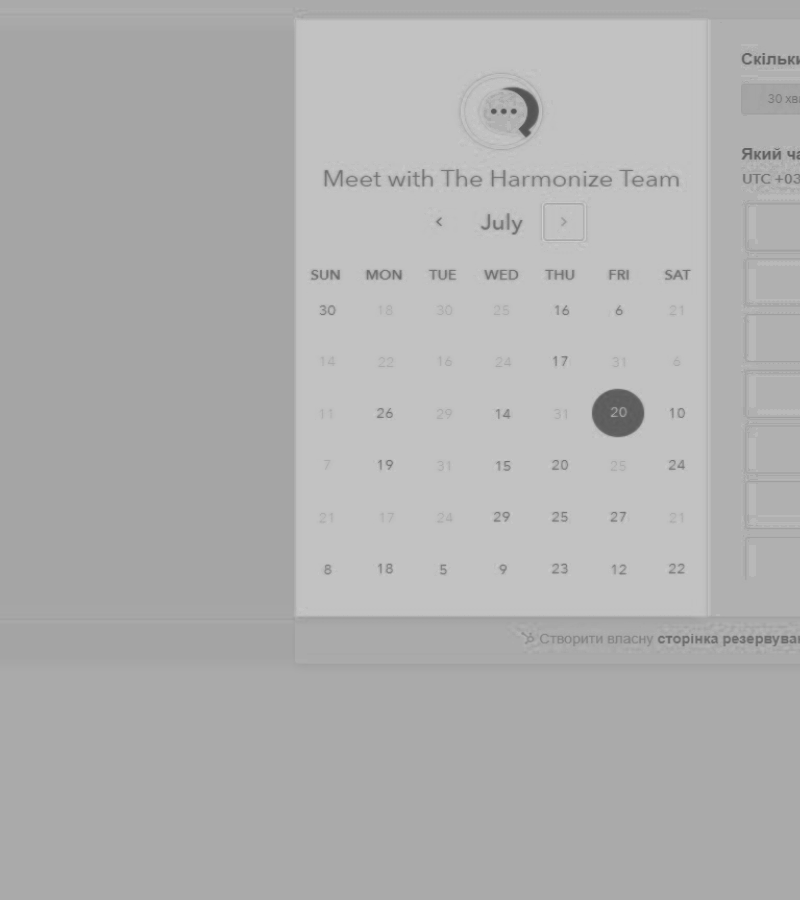 Meet with The Harmonize Team
July
SUN MON TUE WED THU FRI SAT
30 18 30 25 16 6 21
14 22 16 24 17 31 6
11 26 29 14 31 20 10
7 19 31 15 20 25 24
21 17 24 29 25 27 21
8 18 5 9 23 12 22
Скільки
30 хви
Який ча
UTC +03
Створити власну сторінка резервуван